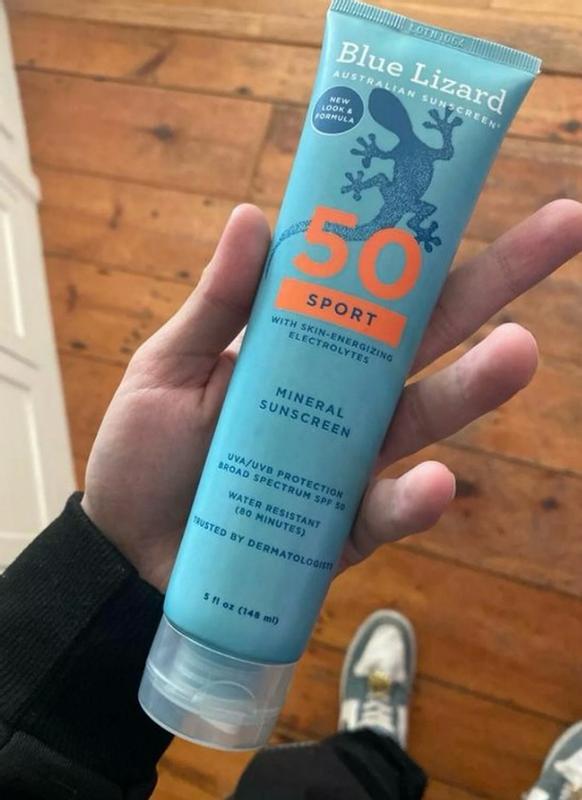 Blue Lizard
AUSTRALIAN SUNSCREEN®
NEW
LOOK &
FORMULA
50
SPORT
WITH SKIN-ENERGIZING
ELECTROLYTES
MINERAL
SUNSCREEN
UVA/UVB PROTECTION
BROAD SPECTRUM SPF 50
WATER RESISTANT
(80 MINUTES)
TRUSTED BY DERMATOLOGISTS
5 fl oz (148 ml)